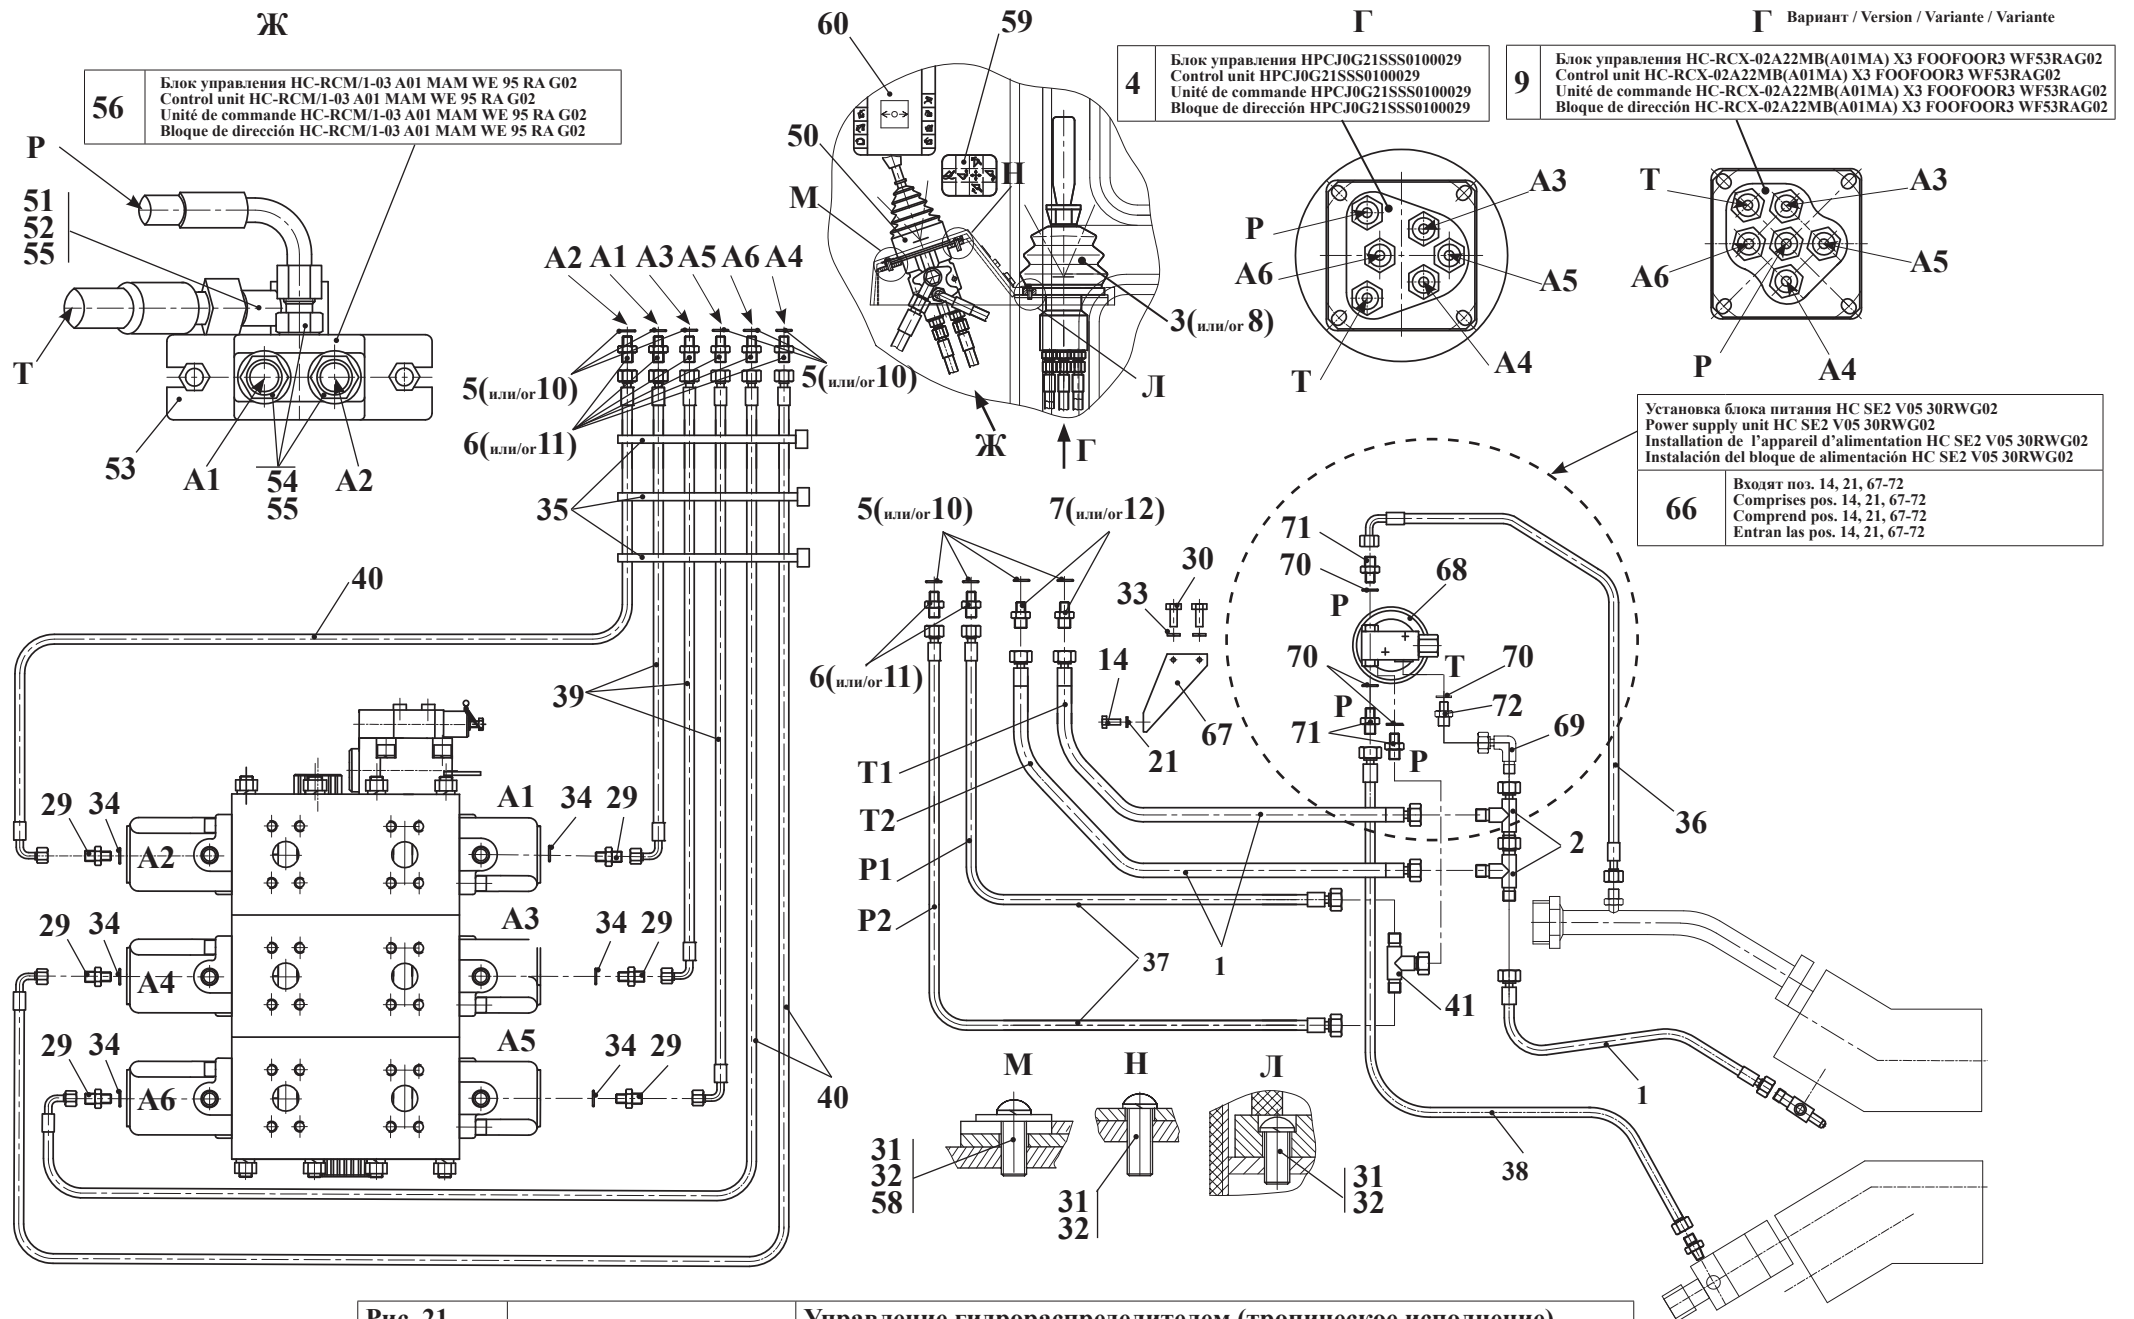 Ж
60
59
Г
Г Вариант / Version / Variante / Variante
56
Блок управления HC-RCM/1-03 A01 MAM WE 95 RA G02
Control unit HC-RCM/1-03 A01 MAM WE 95 RA G02
Unité de commande HC-RCM/1-03 A01 MAM WE 95 RA G02
Bloque de dirección HC-RCM/1-03 A01 MAM WE 95 RA G02
4
Блок управления HPCJ0G21SSS0100029
Control unit HPCJ0G21SSS0100029
Unité de commande HPCJ0G21SSS0100029
Bloque de dirección HPCJ0G21SSS0100029
9
Блок управления HC-RCX-02A22MB(A01MA) X3 FOOFOOR3 WF53RAG02
Control unit HC-RCX-02A22MB(A01MA) X3 FOOFOOR3 WF53RAG02
Unité de commande HC-RCX-02A22MB(A01MA) X3 FOOFOOR3 WF53RAG02
Bloque de dirección HC-RCX-02A22MB(A01MA) X3 FOOFOOR3 WF53RAG02
P
51
52
55
T
53
A1
54
55
A2
50
M
H
3(или/or 8)
Л
Ж
Г
A2 A1 A3 A5 A6 A4
5(или/or 10)
5(или/or 10)
6(или/or 11)
35
P
A6
T
A3
A5
A4
T
A6
P
A3
A5
A4
Установка блока питания HC SE2 V05 30RWG02
Power supply unit HC SE2 V05 30RWG02
Installation de l’appareil d’alimentation HC SE2 V05 30RWG02
Instalación del bloque de alimentación HC SE2 V05 30RWG02
66
Входят поз. 14, 21, 67-72
Comprises pos. 14, 21, 67-72
Comprend pos. 14, 21, 67-72
Entran las pos. 14, 21, 67-72
40
39
5(или/or 10)
7(или/or 12)
6(или/or 11)
30
33
14
21
67
71
70
P
68
70
T
70
72
P
71
P
69
T1
T2
P1
P2
2
36
37
1
41
1
38
29 34 A2
A1 34 29
29 34 A4
A3 34 29
29 34 A6
A5 34 29
40
M
31
32
58
H
31
32
Л
31
32
Рис. 21
Управление гидрораспределителем (тропическое исполнение)